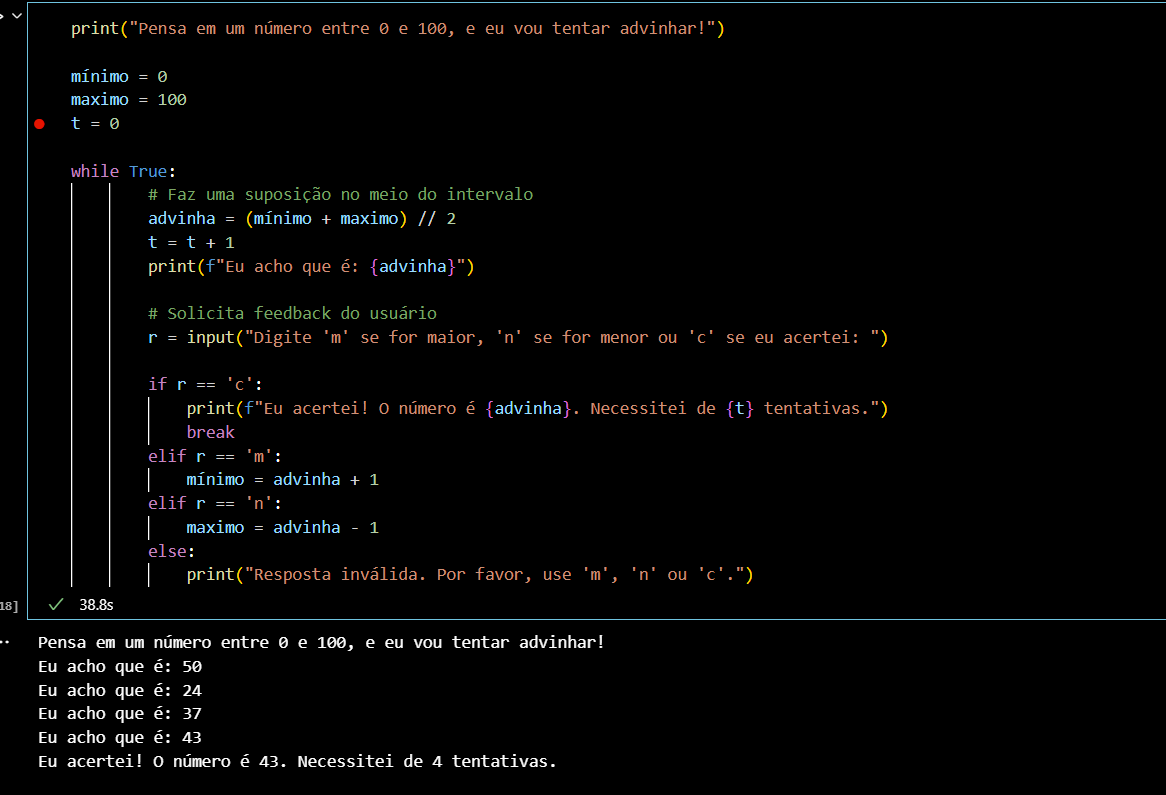 print("Pensa em um número entre 0 e 100, e eu vou tentar advinhar!")
mínimo = 0
maximo = 100
t = 0
while True:
# Faz uma suposição no meio do intervalo
advinha = (mínimo + maximo) // 2
t = t + 1
print(f"Eu acho que é: {advinha}")
# Solicita feedback do usuário
r = input("Digite 'm' se for maior, 'n' se for menor ou 'c' se eu acertei: ")
if r == 'c':
print(f"Eu acertei! O número é {advinha}. Necessitei de {t} tentativas.")
break
elif r == 'm':
mínimo = advinha + 1
elif r == 'n':
maximo = advinha - 1
else:
print("Resposta inválida. Por favor, use 'm', 'n' ou 'c'.")
18] 38.8s
Pensa em um número entre 0 e 100, e eu vou tentar advinhar!
Eu acho que é: 50
Eu acho que é: 24
Eu acho que é: 37
Eu acho que é: 43
Eu acertei! O número é 43. Necessitei de 4 tentativas.